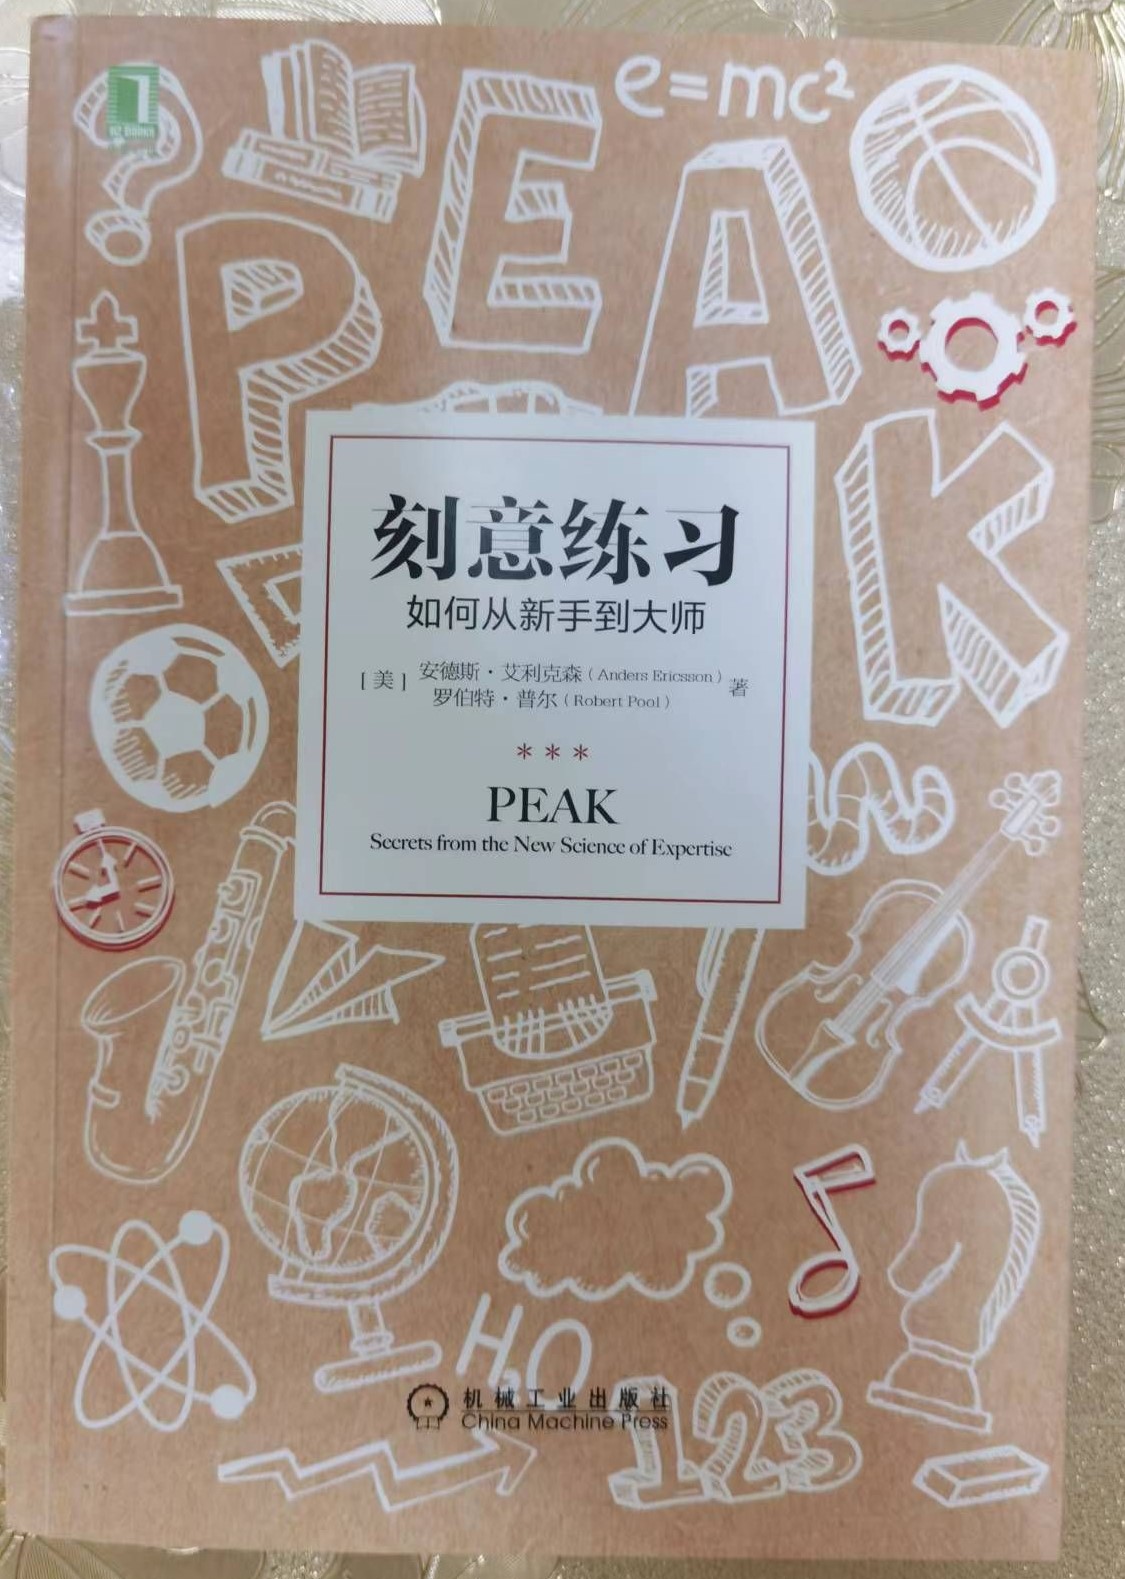 HZ BOOKS
e=mc²
PEAK
刻意练习
如何从新手到大师
[美] 安德斯·艾利克森(Anders Ericsson)
罗伯特·普尔(Robert Pool) 著
***
PEAK
Secrets from the New Science of Expertise
H₂O
机械工业出版社
China Machine Press
123